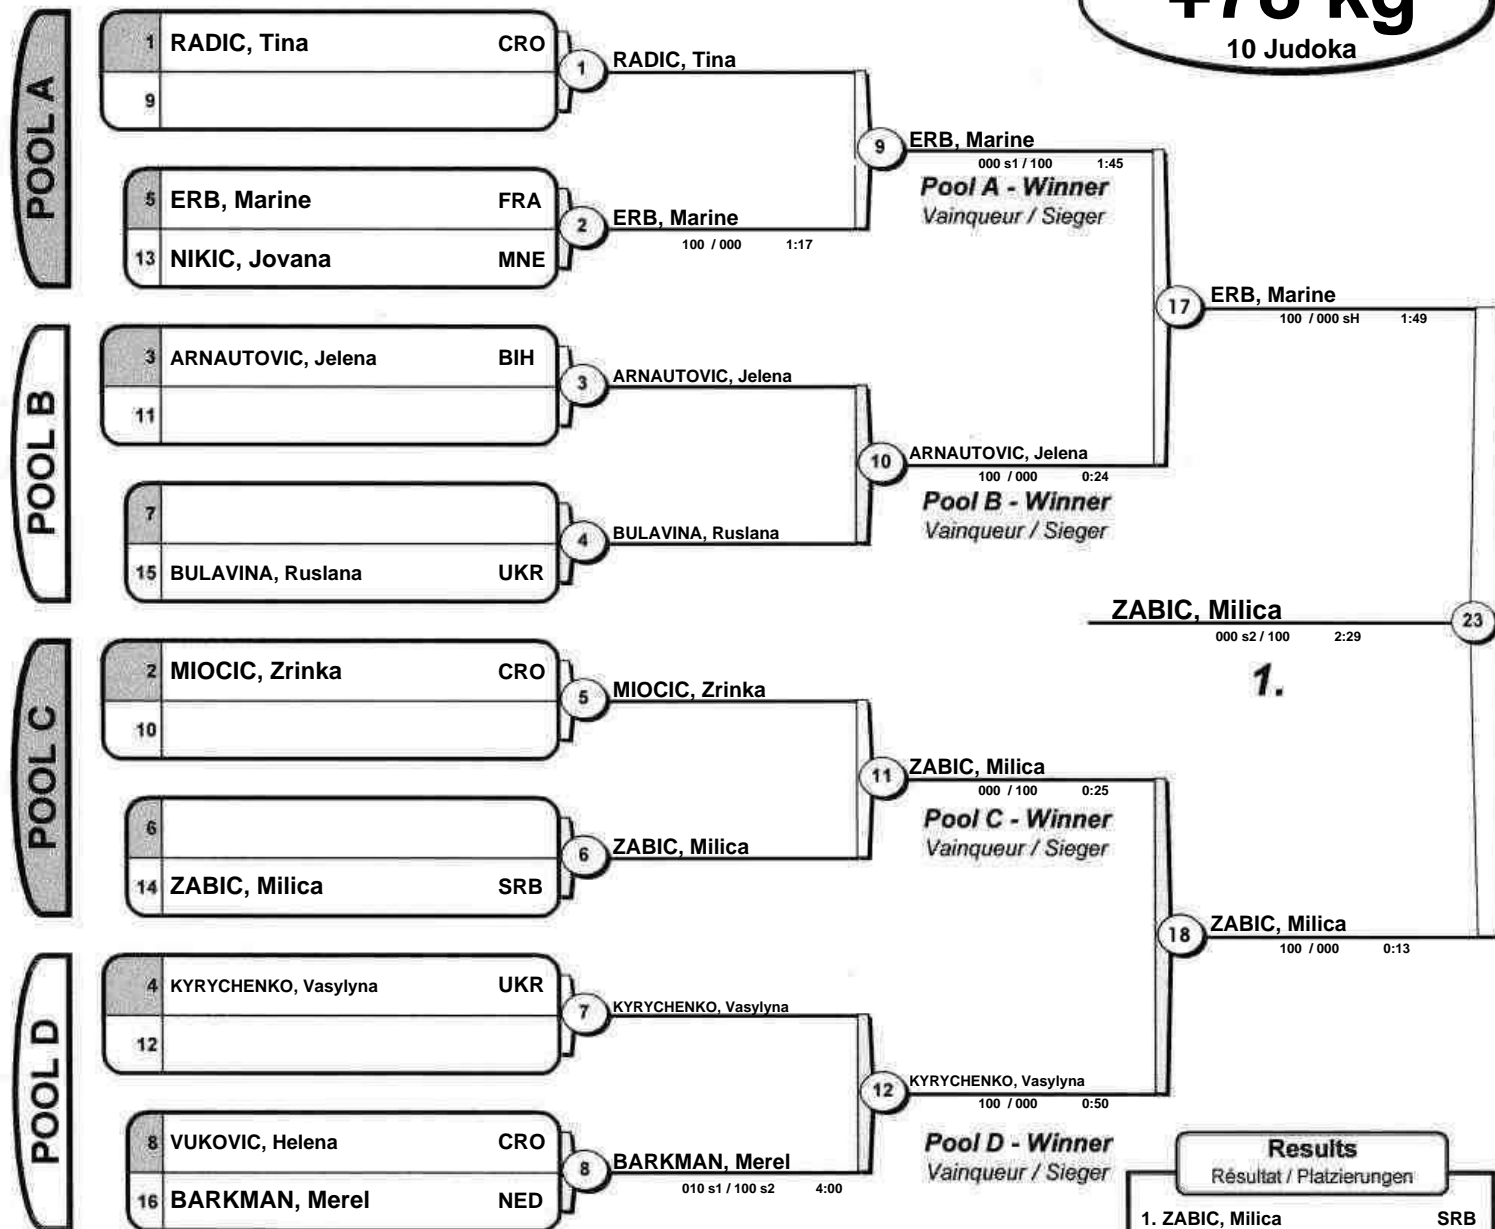 +78 kg
10 Judoka
POOL A
1 RADIC, Tina CRO
9
1 RADIC, Tina
5 ERB, Marine FRA
13 NIKIC, Jovana MNE
2 ERB, Marine
100 / 000 1:17
9 ERB, Marine
000 s1 / 100 1:45
Pool A - Winner
Vainqueur / Sieger
POOL B
3 ARNAUTOVIC, Jelena BIH
11
3 ARNAUTOVIC, Jelena
7
15 BULAVINA, Ruslana UKR
4 BULAVINA, Ruslana
10 ARNAUTOVIC, Jelena
100 / 000 0:24
Pool B - Winner
Vainqueur / Sieger
17 ERB, Marine
100 / 000 sH 1:49
ZABIC, Milica 23
000 s2 / 100 2:29
1.
POOL C
2 MIOCIC, Zrinka CRO
10
5 MIOCIC, Zrinka
6
14 ZABIC, Milica SRB
6 ZABIC, Milica
11 ZABIC, Milica
000 / 100 0:25
Pool C - Winner
Vainqueur / Sieger
18 ZABIC, Milica
100 / 000 0:13
POOL D
4 KYRYCHENKO, Vasylyna UKR
12
7 KYRYCHENKO, Vasylyna
8 VUKOVIC, Helena CRO
16 BARKMAN, Merel NED
8 BARKMAN, Merel
010 s1 / 100 s2 4:00
12 KYRYCHENKO, Vasylyna
100 / 000 0:50
Pool D - Winner
Vainqueur / Sieger
Results
Résultat / Platzierungen
1. ZABIC, Milica SRB